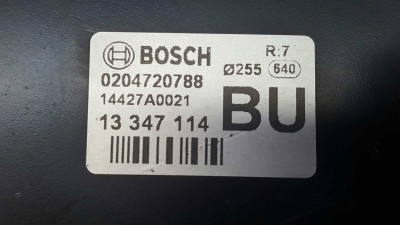 BOSCH R:7
0204720788 Ø255 640
14427A0021
13 347 114 BU